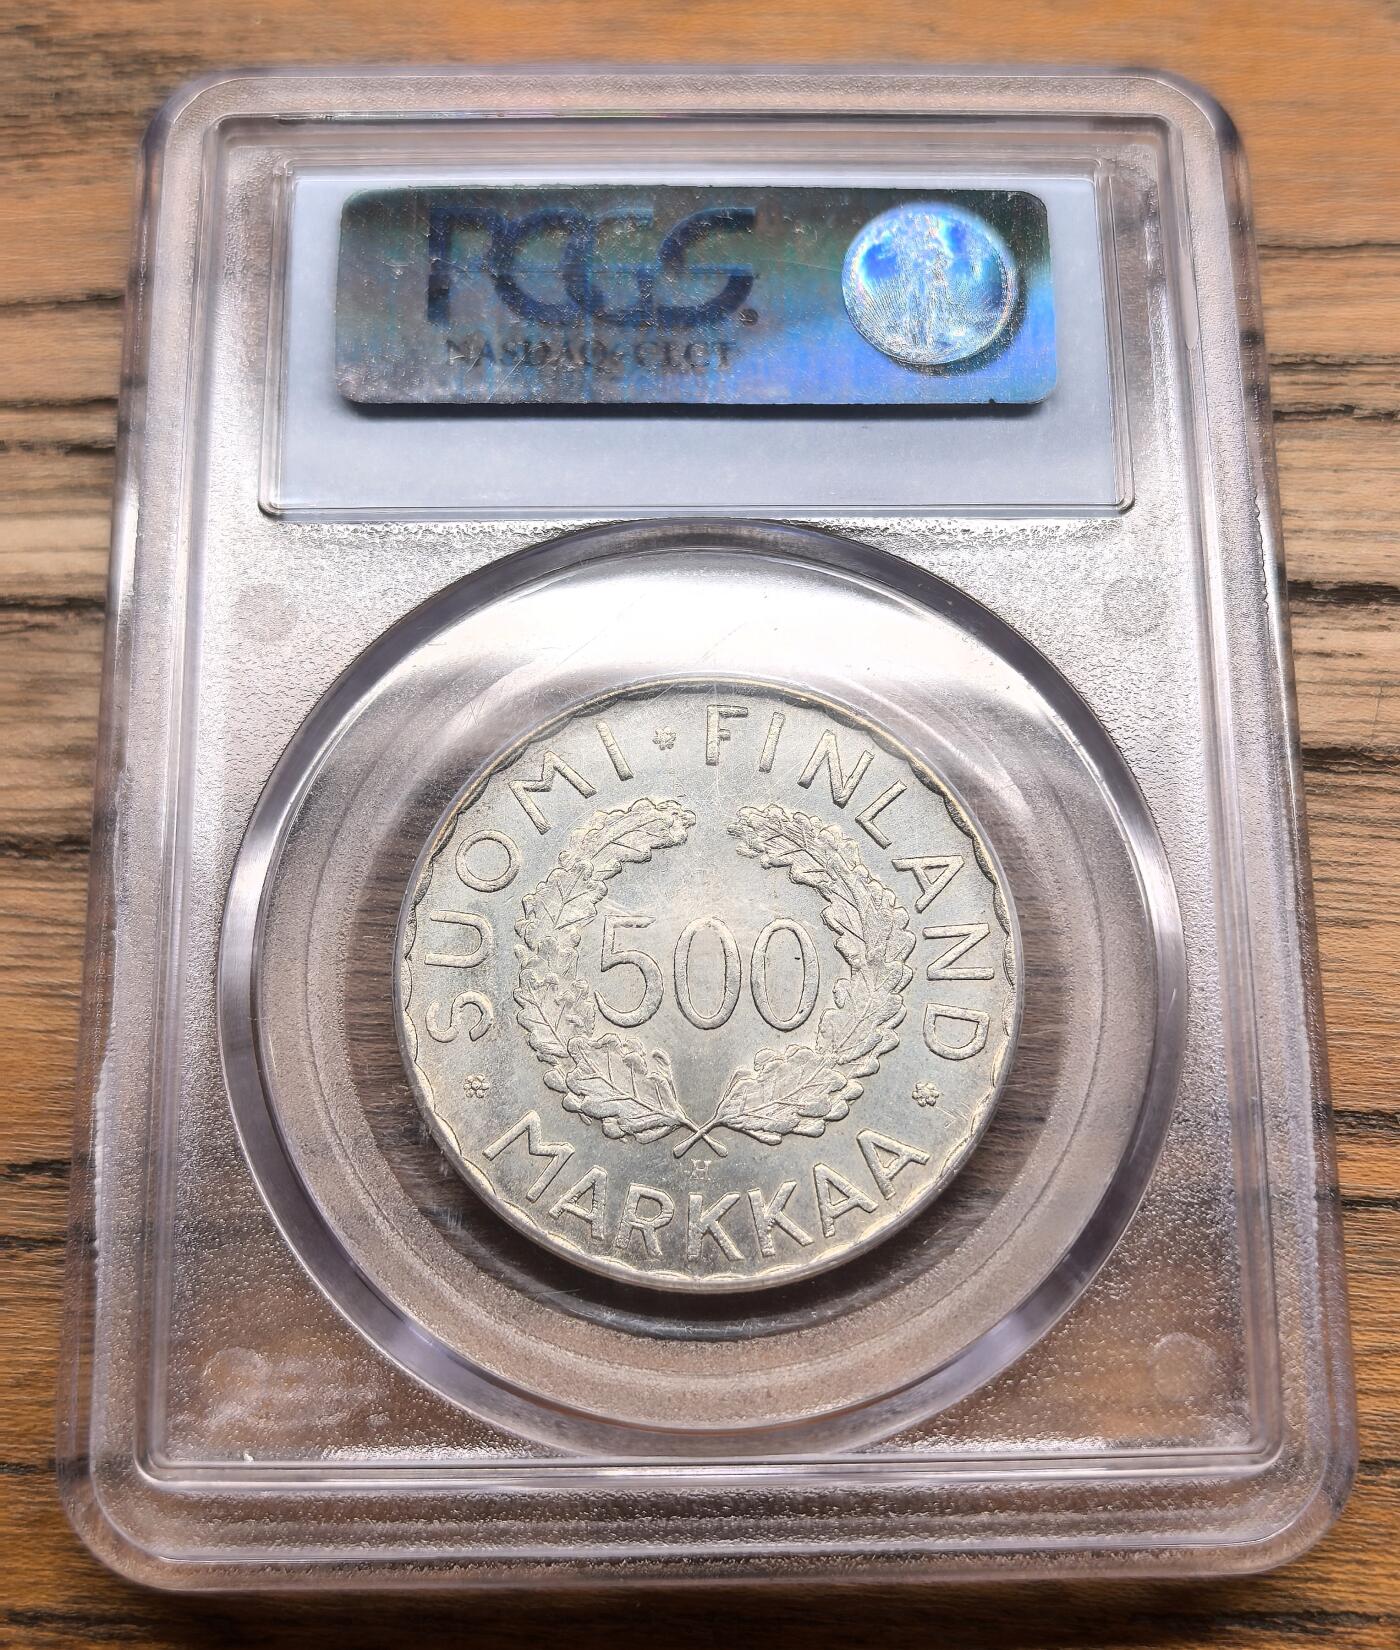 PCGS.
NASDAQ: CLCT
SUOMI * FINLAND
500
H
* MARKKAA *